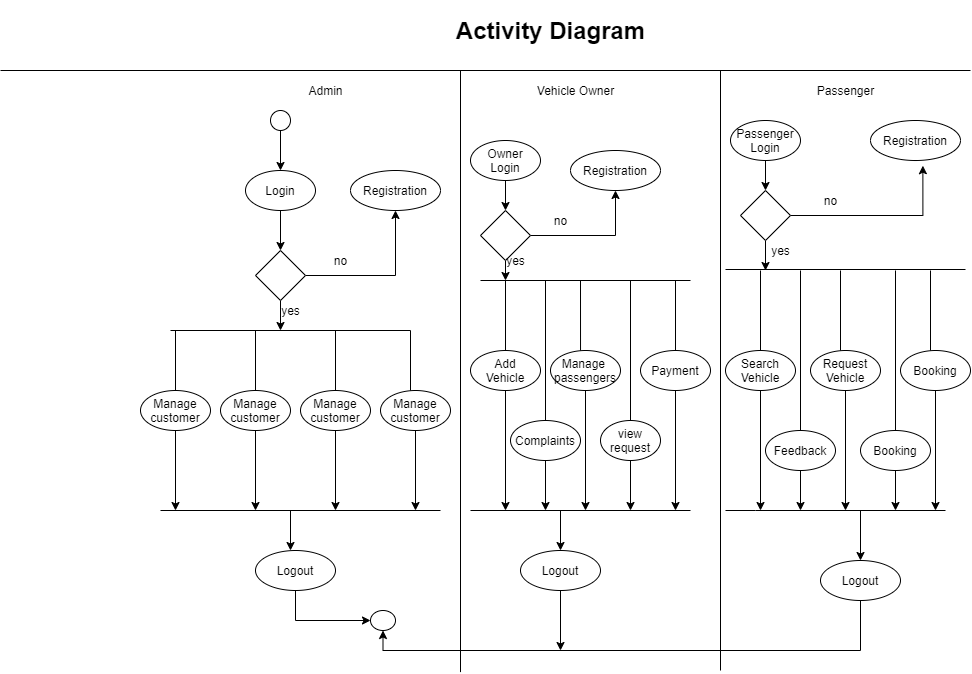 Activity Diagram
Admin
Vehicle Owner
Passenger
Login
Registration
no
yes
Manage
customer
Manage
customer
Manage
customer
Manage
customer
Logout
Owner
Login
Registration
no
yes
Add
Vehicle
Manage
passengers
Payment
Complaints
view
request
Logout
Passenger
Login
Registration
no
yes
Search
Vehicle
Request
Vehicle
Booking
Feedback
Booking
Logout